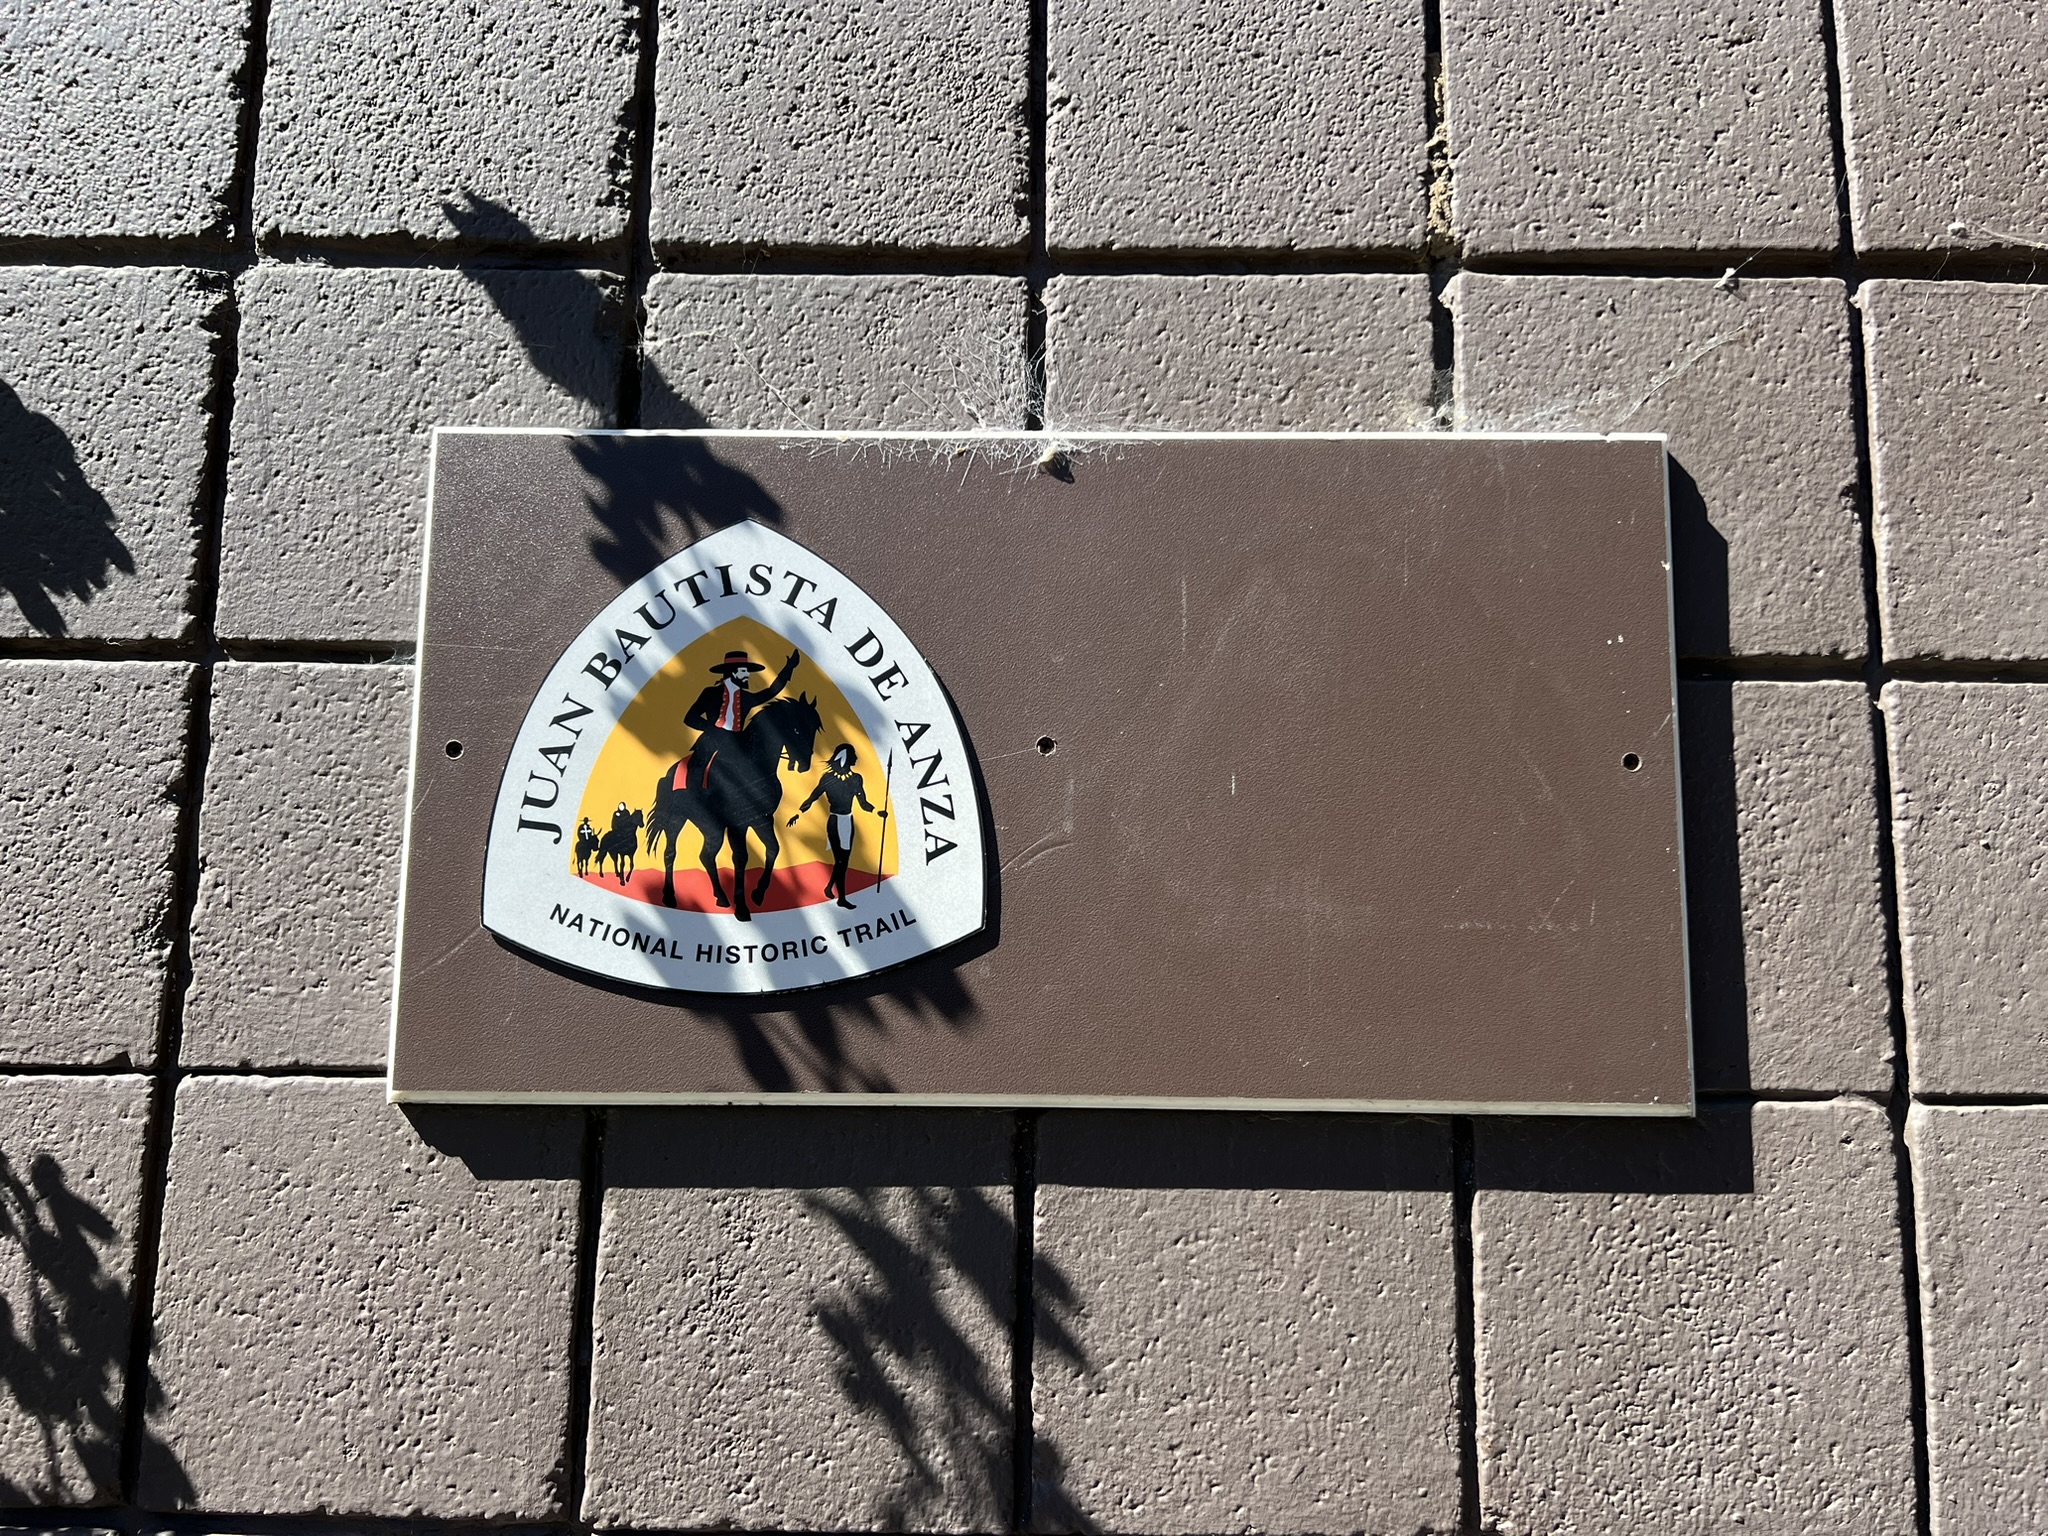 JUAN BAUTISTA DE ANZA
NATIONAL HISTORIC TRAIL